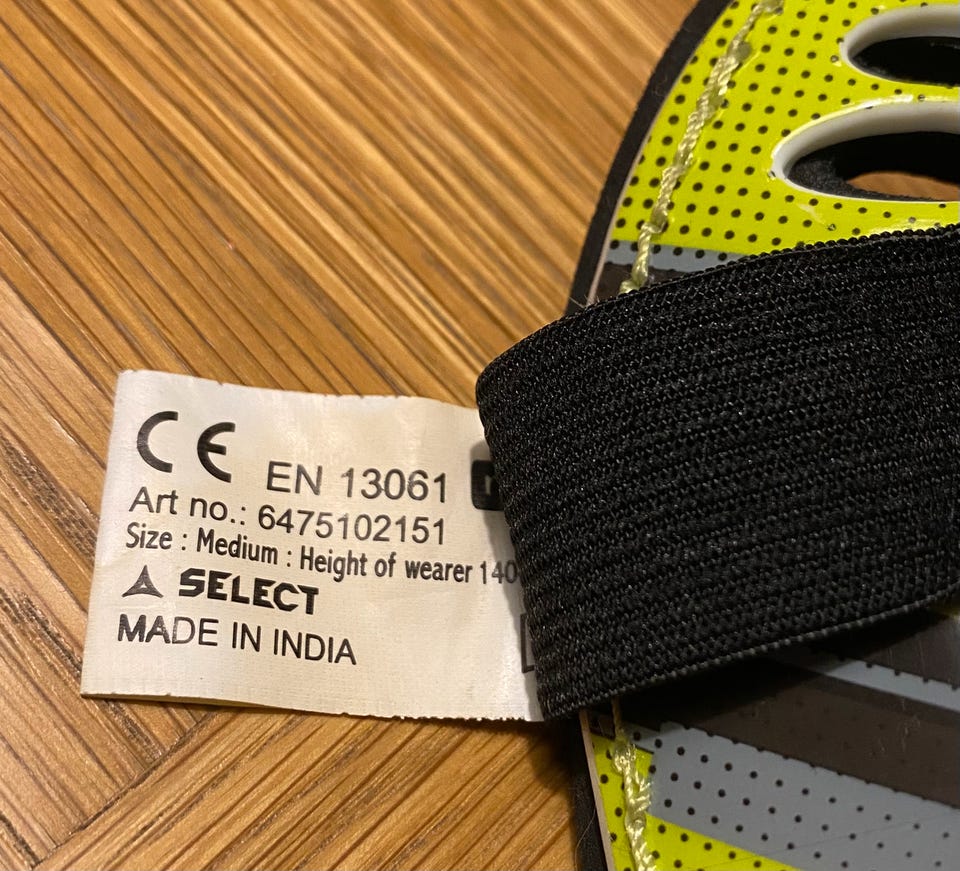 CE
EN 13061
Art no.: 6475102151
Size : Medium : Height of wearer 140
SELECT
MADE IN INDIA